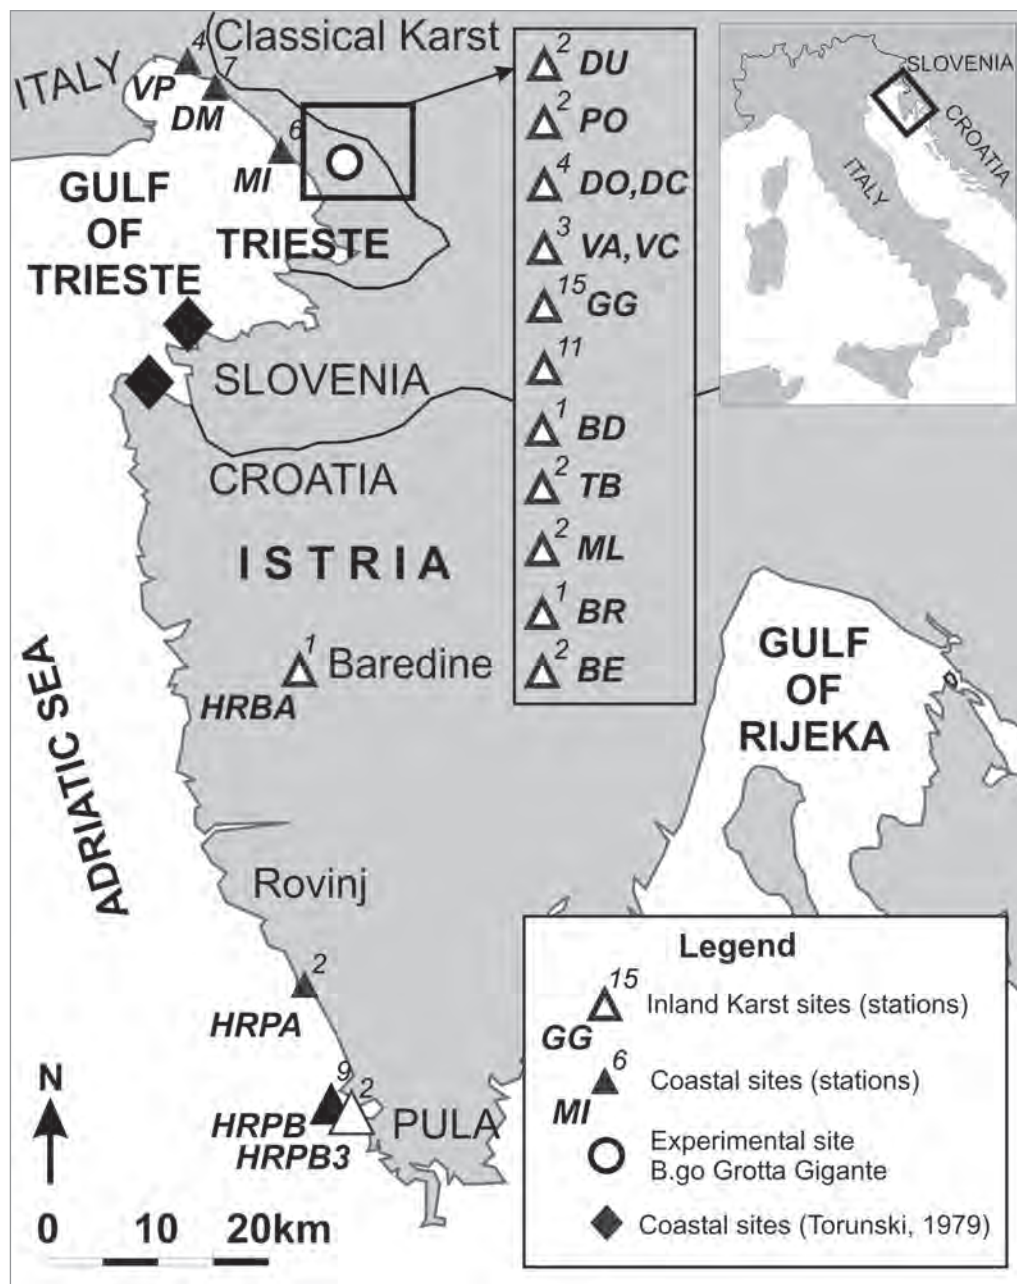 Classical Karst
ITALY
4
VP
7
DM
6
MI
GULF
OF
TRIESTE
TRIESTE
SLOVENIA
CROATIA
ISTRIA
1
Baredine
HRBA
ADRIATIC SEA
Rovinj
2
HRPA
9
HRPB
2
HRPB3
PULA
N
0 10 20km
2 DU
2 PO
4 DO,DC
3 VA,VC
15 GG
11
1 BD
2 TB
2 ML
1 BR
2 BE
SLOVENIA
CROATIA
ITALY
GULF
OF
RIJEKA
Legend
15
GG
Inland Karst sites (stations)
6
MI
Coastal sites (stations)
Experimental site
B.go Grotta Gigante
Coastal sites (Torunski, 1979)